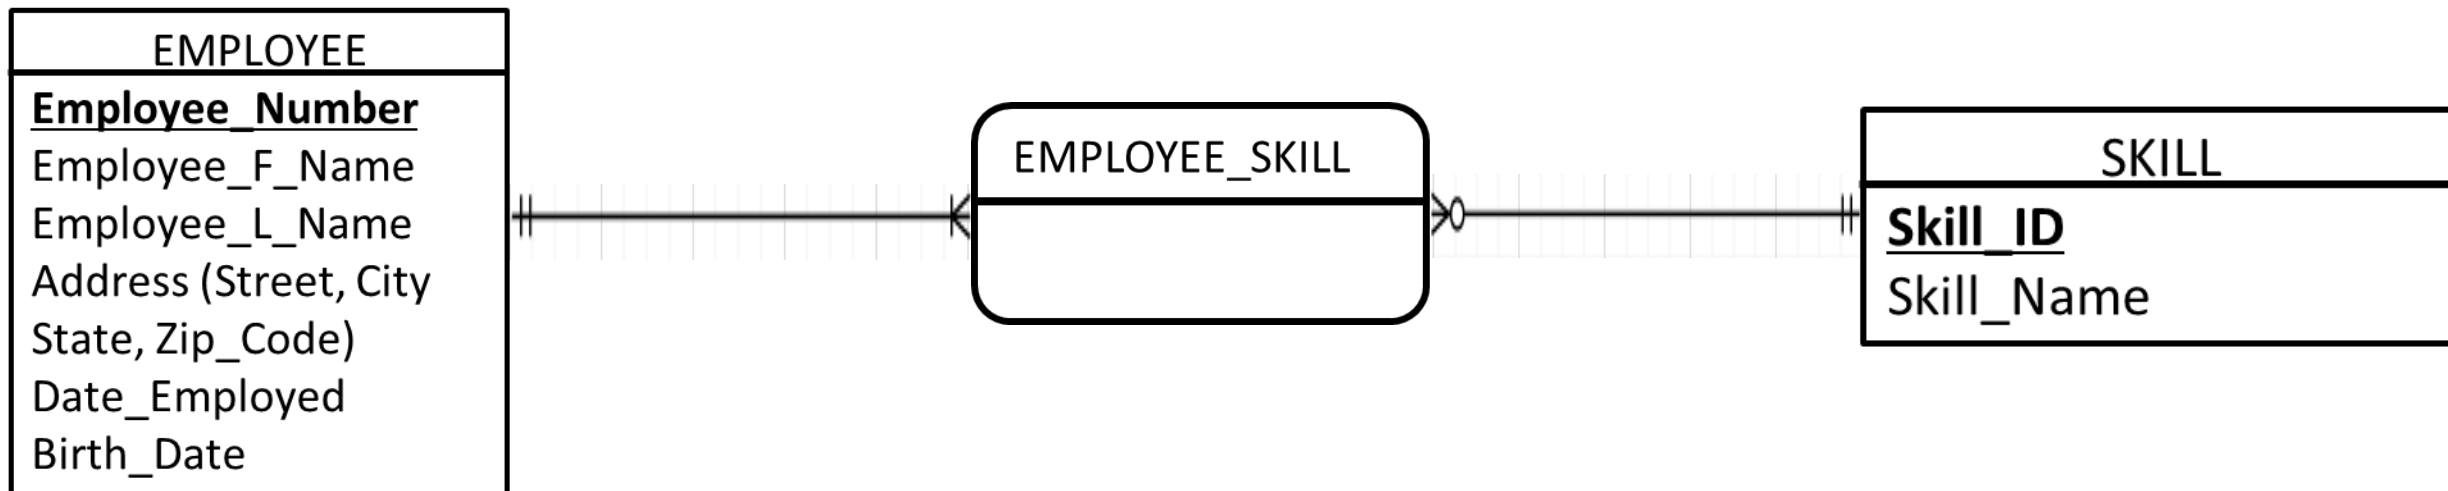 EMPLOYEE
Employee_Number
Employee_F_Name
Employee_L_Name
Address (Street, City
State, Zip_Code)
Date_Employed
Birth_Date
EMPLOYEE_SKILL
SKILL
Skill_ID
Skill_Name